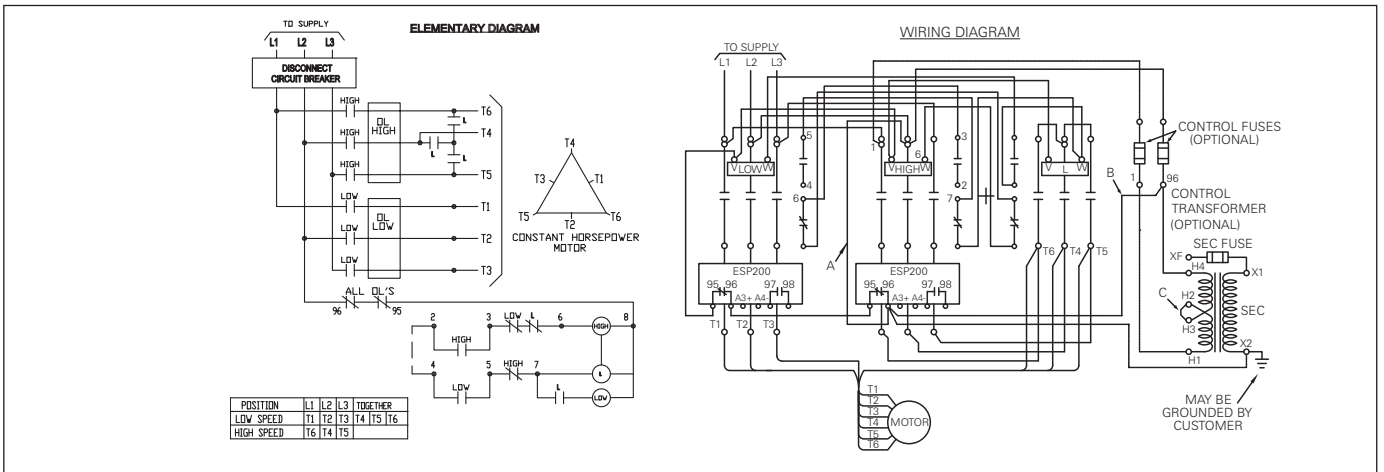 ELEMENTARY DIAGRAM
TO SUPPLY
L1 L2 L3
DISCONNECT
CIRCUIT BREAKER
HIGH
HIGH
HIGH
OL
HIGH
L
L
L
T6
T4
T5
LOW
LOW
LOW
OL
LOW
T1
T2
T3
T4
T3 T1
T5 T2 T6
CONSTANT HORSEPOWER
MOTOR
ALL OL'S
96 95
2 3 LOW L 6 HIGH 8
HIGH
4 5 HIGH 7 L
LOW L LOW
POSITION L1 L2 L3 TOGETHER
LOW SPEED T1 T2 T3 T4 T5 T6
HIGH SPEED T6 T4 T5
WIRING DIAGRAM
TO SUPPLY
L1 L2 L3
V LOW W
5
4
6
1
6
V HIGH W
3
2
7
V L W
ESP200
95 96 97 98
A3+ A4-
ESP200
95 96 97 98
A3+ A4-
T1 T2 T3
A
T6 T4 T5
T1
T2
T3
T4
T5
T6
MOTOR
CONTROL FUSES
(OPTIONAL)
B
1 96
CONTROL
TRANSFORMER
(OPTIONAL)
SEC FUSE
XF
H4 X1
C H2
H3
SEC
H1 X2
MAY BE
GROUNDED BY
CUSTOMER